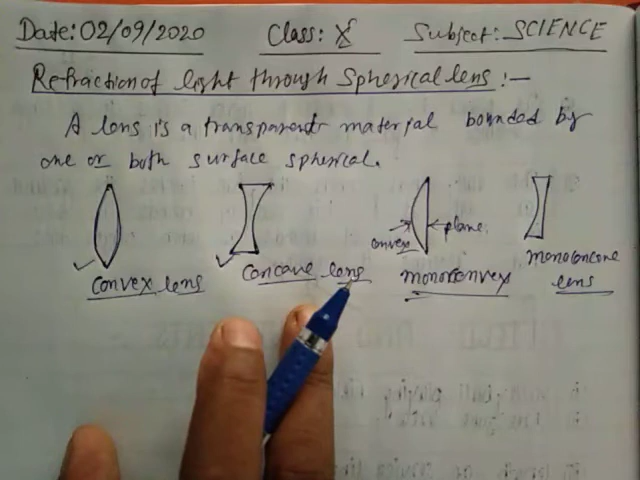 Date: 02/09/2020 Class: X Subject: SCIENCE
Refraction of light through Spherical lens :—
A lens is a transparent material bounded by
one or both surface spherical.
convex plane.
convex lens concave lens monoconvex monoconcave
lens